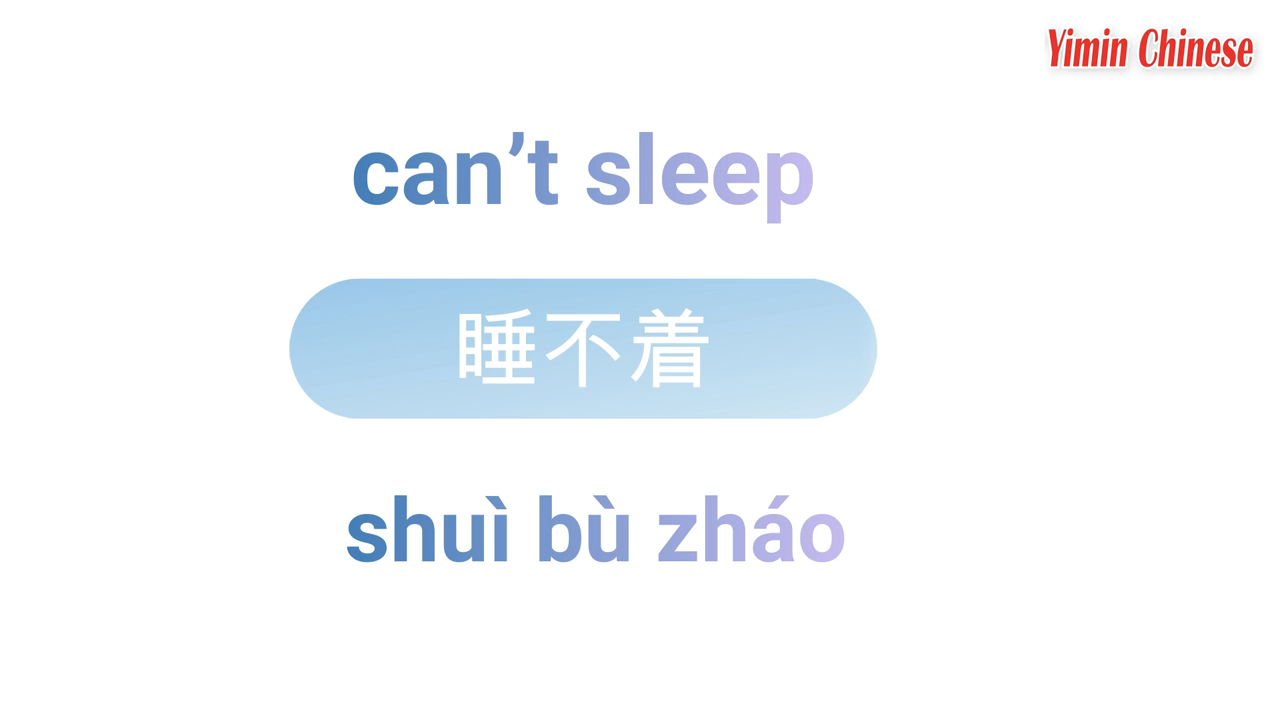 Yimin Chinese
can’t sleep
睡不着
shuì bù zháo